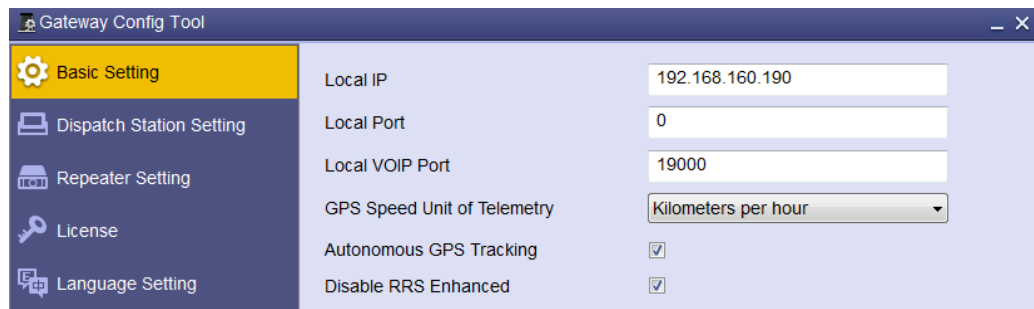 Gateway Config Tool
Basic Setting
Dispatch Station Setting
Repeater Setting
License
Language Setting
Local IP 192.168.160.190
Local Port 0
Local VOIP Port 19000
GPS Speed Unit of Telemetry Kilometers per hour
Autonomous GPS Tracking
Disable RRS Enhanced